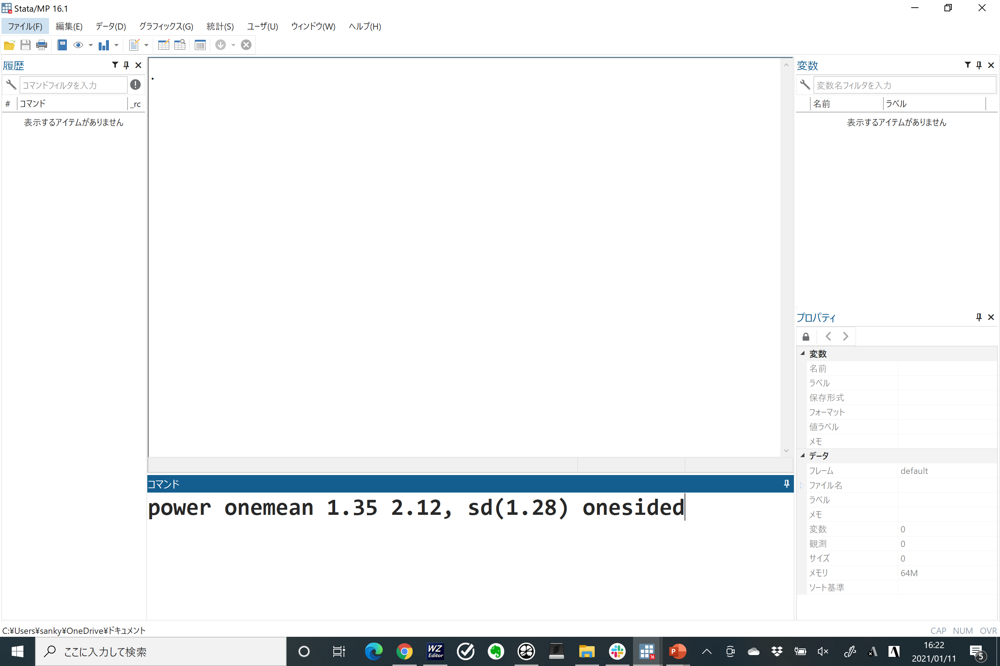 Stata/MP 16.1
ファイル(F) 編集(E) データ(D) グラフィックス(G) 統計(S) ユーザ(U) ウィンドウ(W) ヘルプ(H)
履歴
コマンドフィルタを入力
# コマンド _rc
表示するアイテムがありません
.
コマンド
power onemean 1.35 2.12, sd(1.28) onesided
変数
変数名フィルタを入力
名前 ラベル
表示するアイテムがありません
プロパティ
変数
名前
ラベル
保存形式
フォーマット
値ラベル
メモ
データ
フレーム default
ファイル名
ラベル
メモ
変数 0
観測 0
サイズ 0
メモリ 64M
ソート基準
C:¥Users¥sanky¥OneDrive¥ドキュメント
CAP NUM OVR
ここに入力して検索
WZ
Editor
16
P
A
16:22
2021/01/11
5